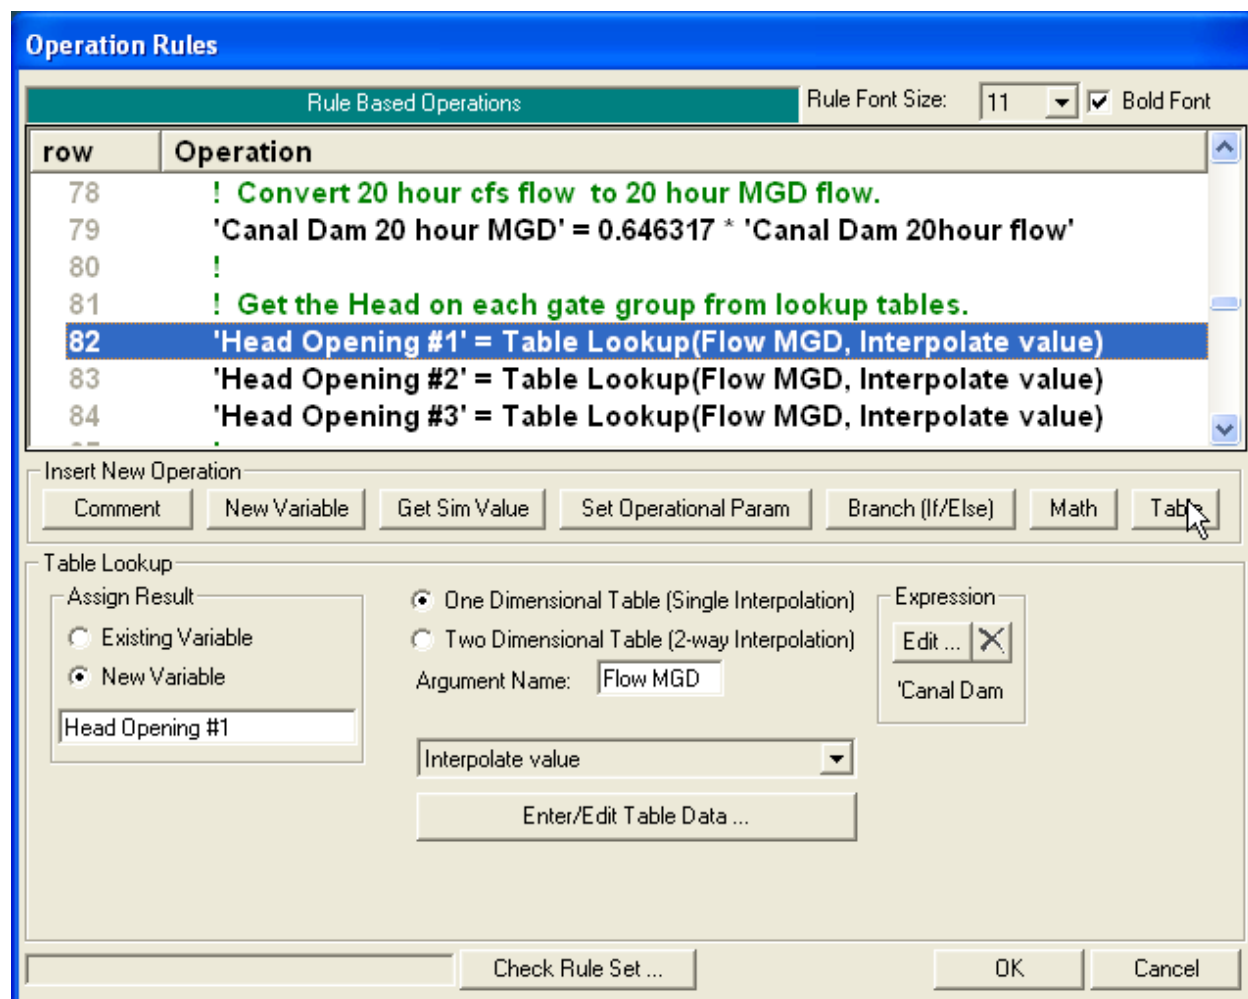 Operation Rules
Rule Based Operations Rule Font Size: 11 Bold Font
row Operation
78 ! Convert 20 hour cfs flow to 20 hour MGD flow.
79 'Canal Dam 20 hour MGD' = 0.646317 * 'Canal Dam 20hour flow'
80 !
81 ! Get the Head on each gate group from lookup tables.
82 'Head Opening #1' = Table Lookup(Flow MGD, Interpolate value)
83 'Head Opening #2' = Table Lookup(Flow MGD, Interpolate value)
84 'Head Opening #3' = Table Lookup(Flow MGD, Interpolate value)
Insert New Operation
Comment New Variable Get Sim Value Set Operational Param Branch (If/Else) Math Table
Table Lookup
Assign Result One Dimensional Table (Single Interpolation) Expression
Existing Variable Two Dimensional Table (2-way Interpolation) Edit ...
New Variable Argument Name: Flow MGD 'Canal Dam
Head Opening #1
Interpolate value
Enter/Edit Table Data ...
Check Rule Set ... OK Cancel